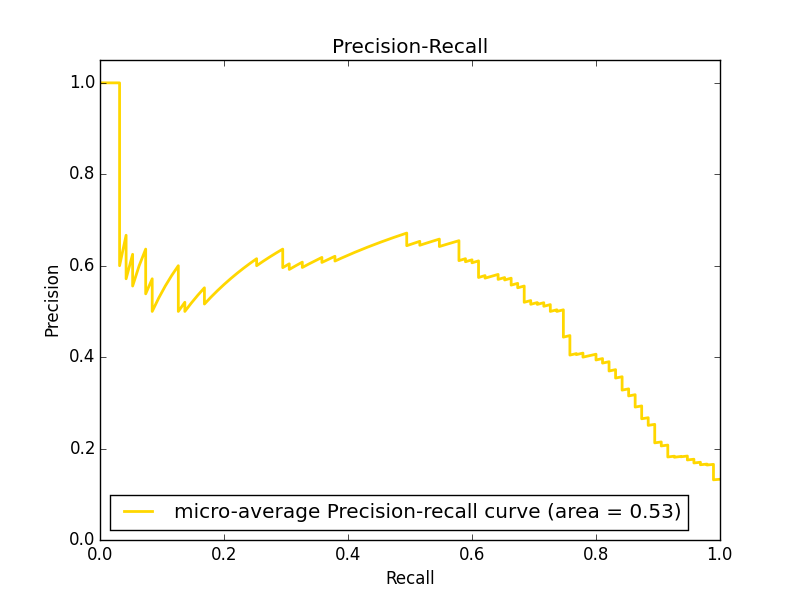 Precision-Recall
1.0
0.8
0.6
0.4
0.2
0.0
Precision
micro-average Precision-recall curve (area = 0.53)
0.0 0.2 0.4 0.6 0.8 1.0
Recall